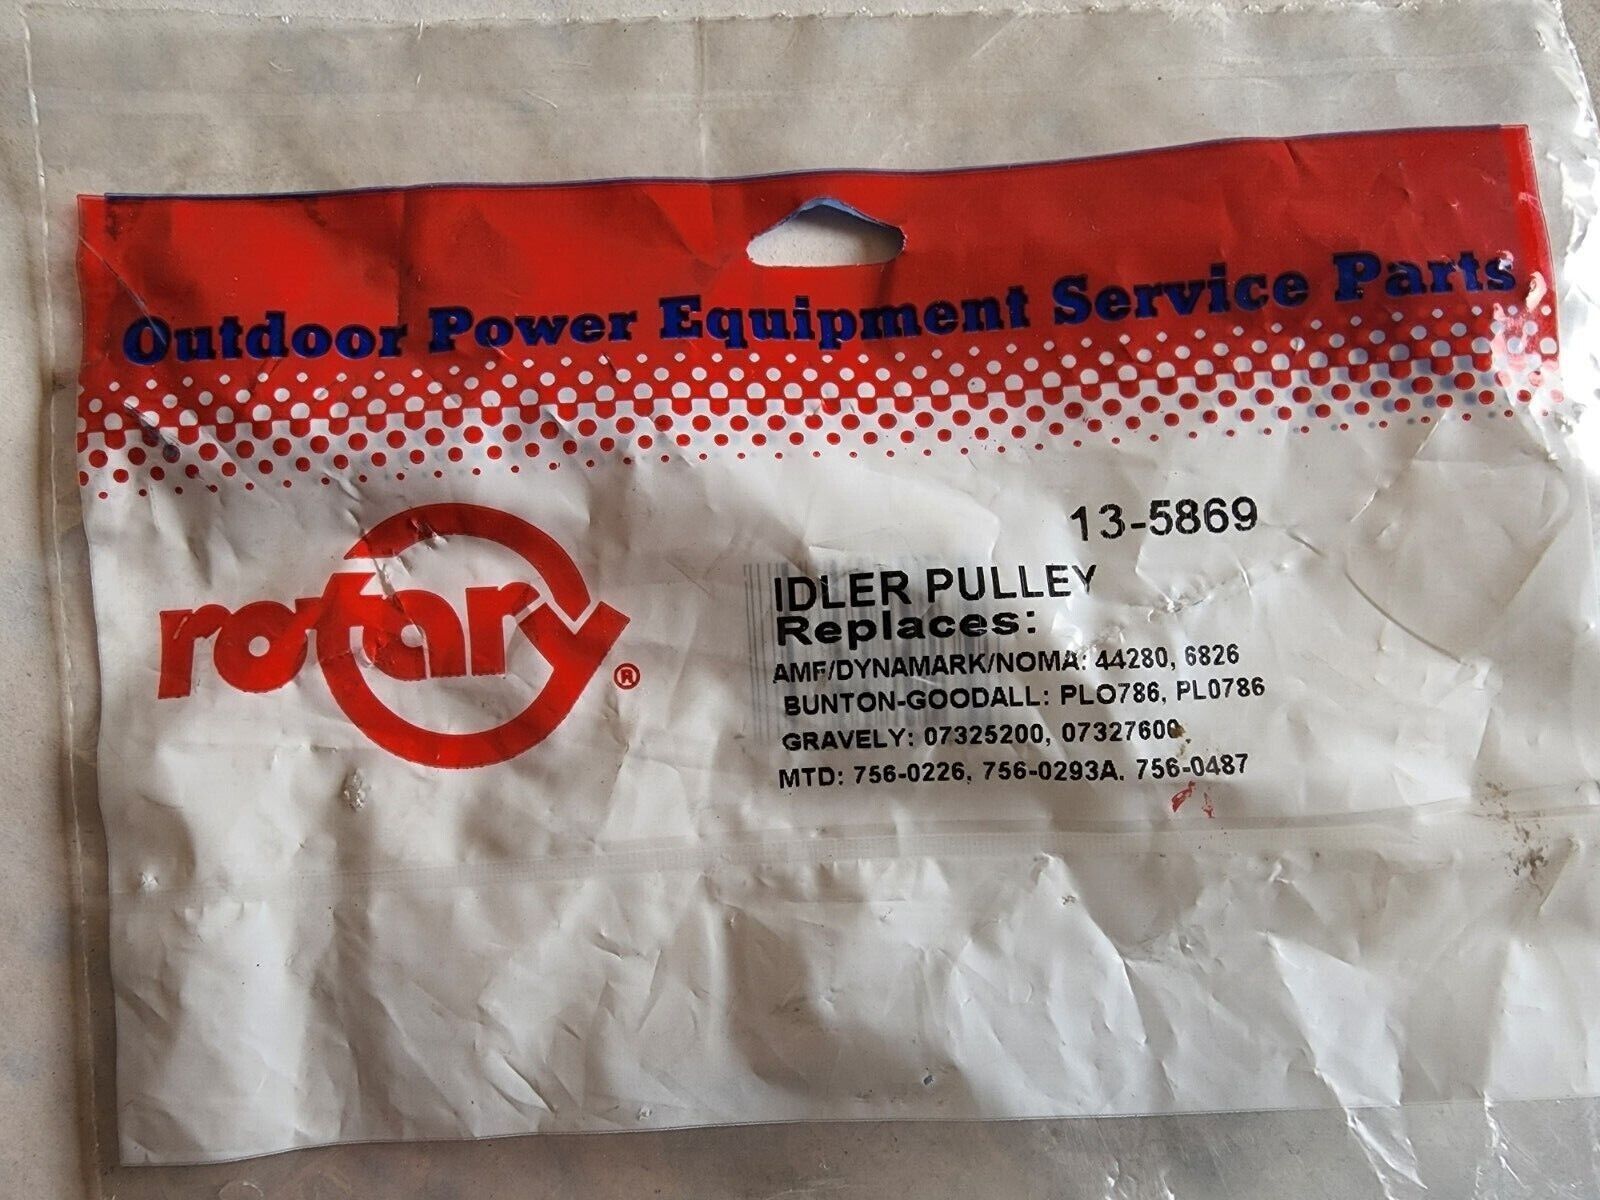 Outdoor Power Equipment Service Parts
rotary®
13-5869
IDLER PULLEY
Replaces:
AMF/DYNAMARK/NOMA: 44280, 6826
BUNTON-GOODALL: PLO786, PL0786
GRAVELY: 07325200, 07327600
MTD: 756-0226, 756-0293A, 756-0487